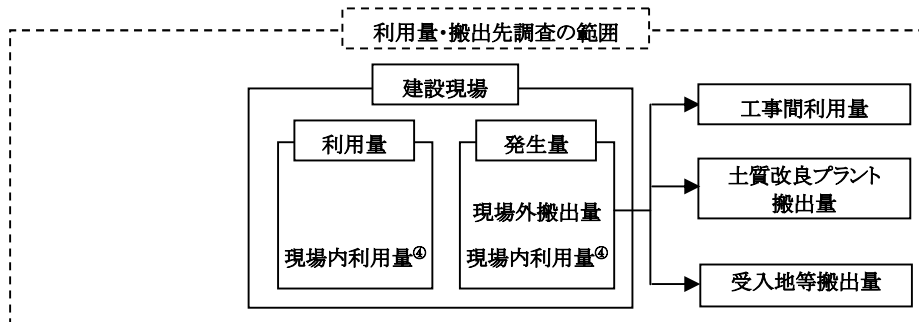 利用量・搬出先調査の範囲
建設現場
利用量
発生量
現場外搬出量
現場内利用量④
現場内利用量④
工事間利用量
土質改良プラント
搬出量
受入地等搬出量